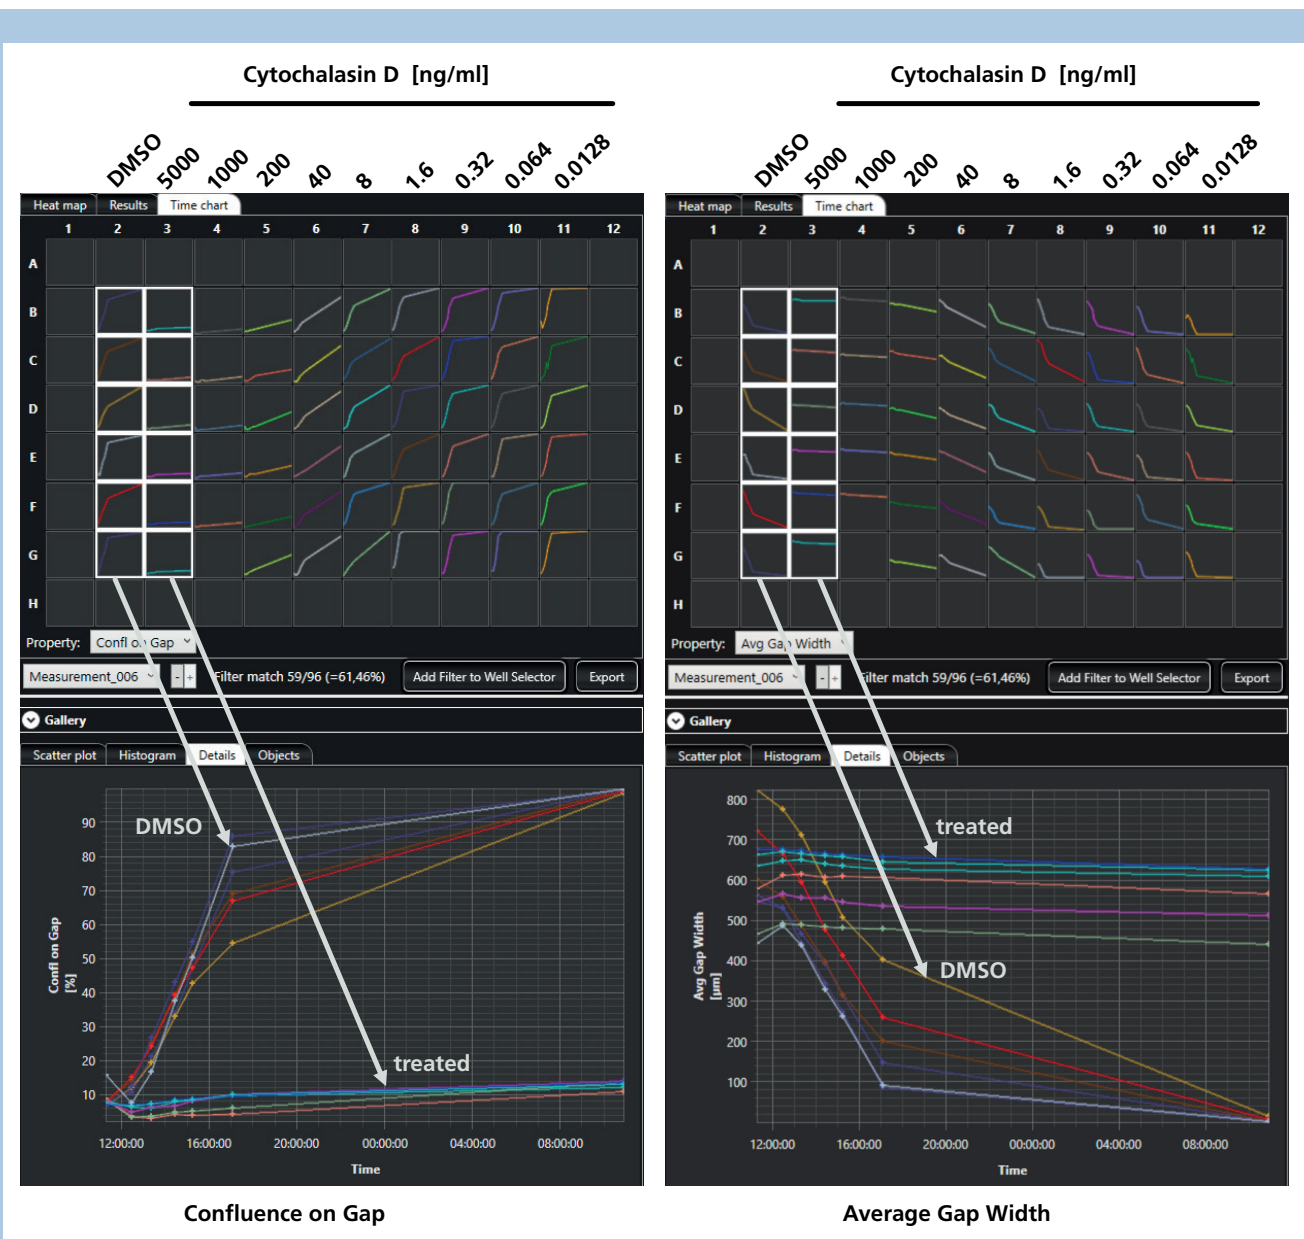 Cytochalasin D [ng/ml]
DMSO 5000 1000 200 40 8 1.6 0.32 0.064 0.0128
Heat map Results Time chart
1 2 3 4 5 6 7 8 9 10 11 12
A
B
C
D
E
F
G
H
Property: Confl on Gap
Measurement_006 - + Filter match 59/96 (=61,46%) Add Filter to Well Selector Export
Gallery
Scatter plot Histogram Details Objects
90
80
70
60
50
40
30
20
10
Confl on Gap
[%]
DMSO
treated
12:00:00 16:00:00 20:00:00 00:00:00 04:00:00 08:00:00
Time
Confluence on Gap
Cytochalasin D [ng/ml]
DMSO 5000 1000 200 40 8 1.6 0.32 0.064 0.0128
Heat map Results Time chart
1 2 3 4 5 6 7 8 9 10 11 12
A
B
C
D
E
F
G
H
Property: Avg Gap Width
Measurement_006 - + Filter match 59/96 (=61,46%) Add Filter to Well Selector Export
Gallery
Scatter plot Histogram Details Objects
800
700
600
500
400
300
200
100
Avg Gap Width
[µm]
treated
DMSO
12:00:00 16:00:00 20:00:00 00:00:00 04:00:00 08:00:00
Time
Average Gap Width